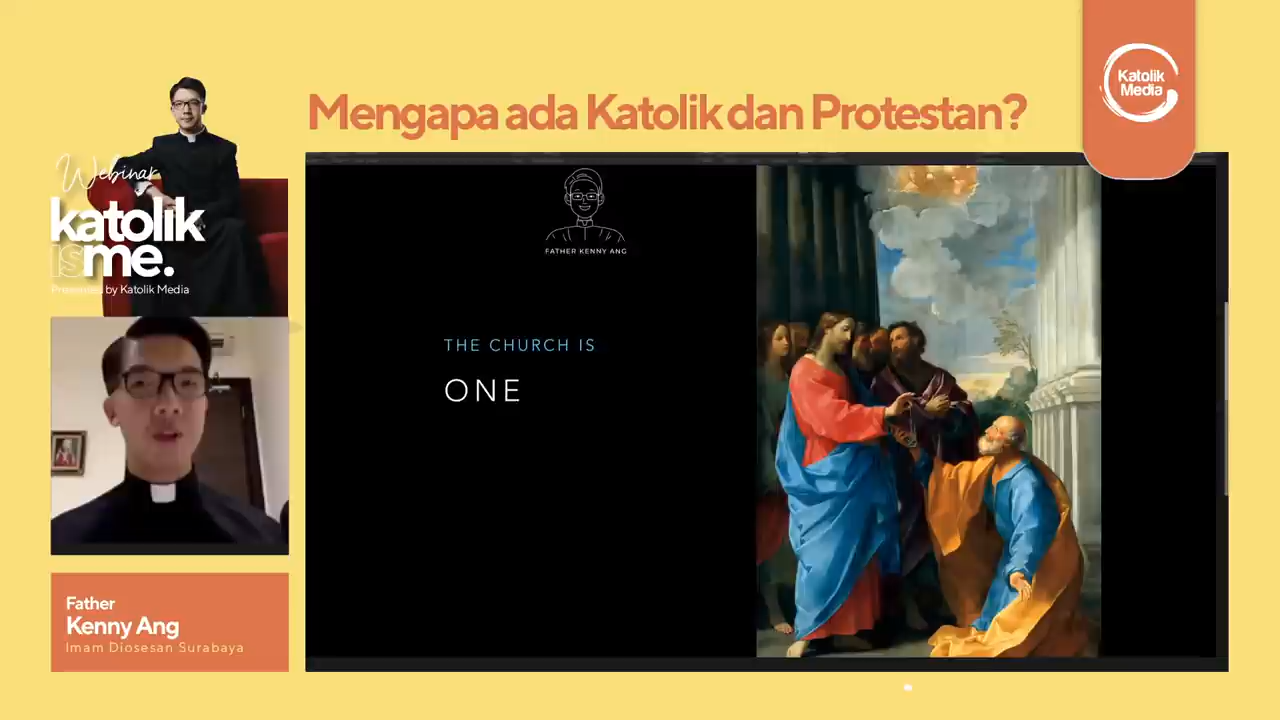 Mengapa ada Katolik dan Protestan?
Katolik
Media
Webinar
katolik
is me.
Presented by Katolik Media
FATHER KENNY ANG
THE CHURCH IS
ONE
Father
Kenny Ang
Imam Diosesan Surabaya